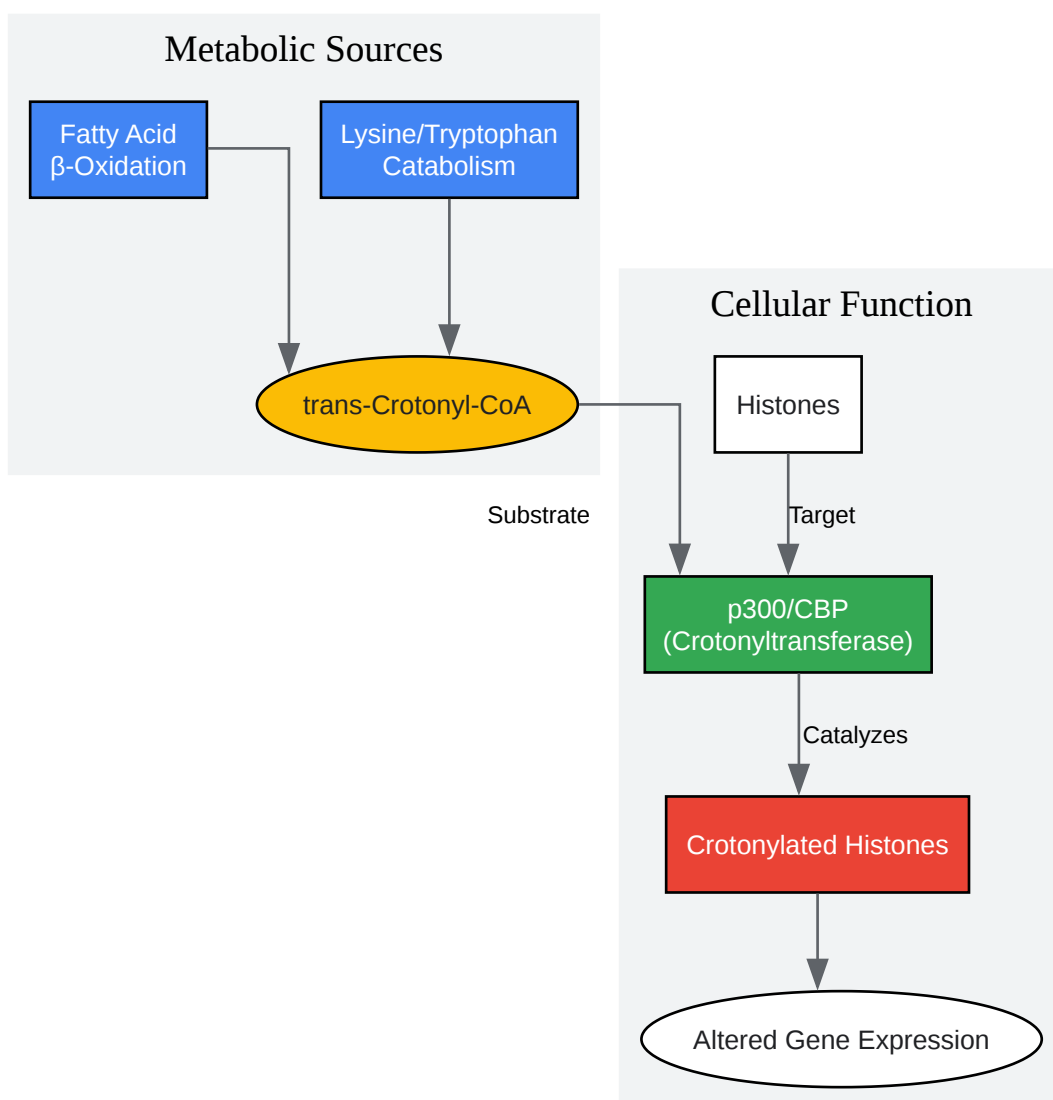 Metabolic Sources
Fatty Acid
β-Oxidation
Lysine/Tryptophan
Catabolism
trans-Crotonyl-CoA
Cellular Function
Histones
Substrate
Target
p300/CBP
(Crotonyltransferase)
Catalyzes
Crotonylated Histones
Altered Gene Expression